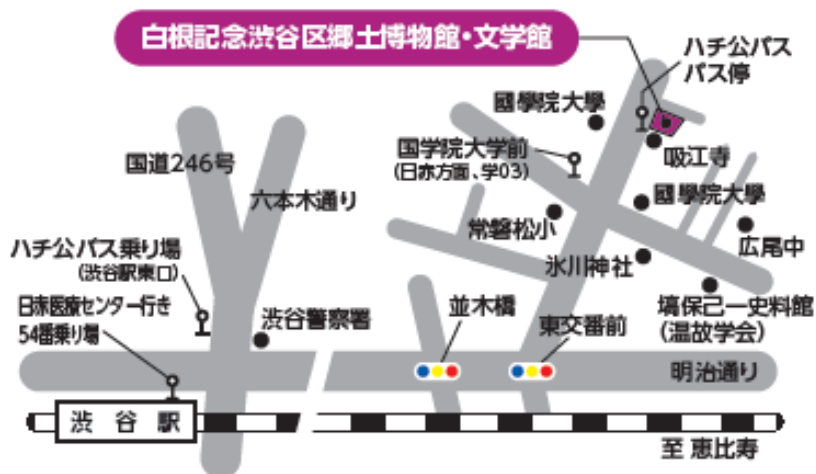 白根記念渋谷区郷土博物館・文学館
ハチ公バス
バス停
國學院大學
国道246号
国学院大学前
(日赤方面、学03)
吸江寺
六本木通り
國學院大學
常磐松小
広尾中
ハチ公バス乗り場
(渋谷駅東口)
氷川神社
日赤医療センター行き
54番乗り場
渋谷警察署
並木橋
東交番前
塙保己一史料館
(温故学会)
明治通り
渋谷駅
至 恵比寿